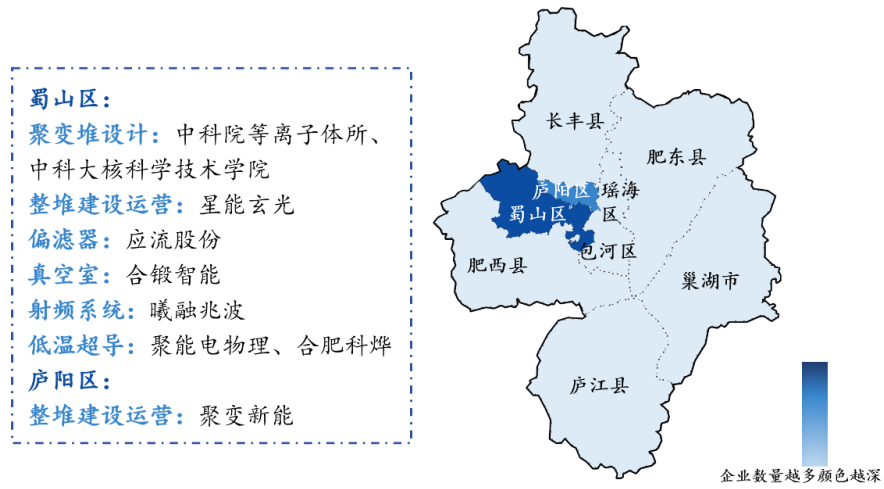 蜀山区：
聚变堆设计：中科院等离子体所、
中科大核科学技术学院
整堆建设运营：星能玄光
偏滤器：应流股份
真空室：合锻智能
射频系统：曦融兆波
低温超导：聚能电物理、合肥科烨
庐阳区：
整堆建设运营：聚变新能
长丰县
肥东县
庐阳区
瑶海
区
蜀山区
包河区
肥西县
巢湖市
庐江县
企业数量越多颜色越深